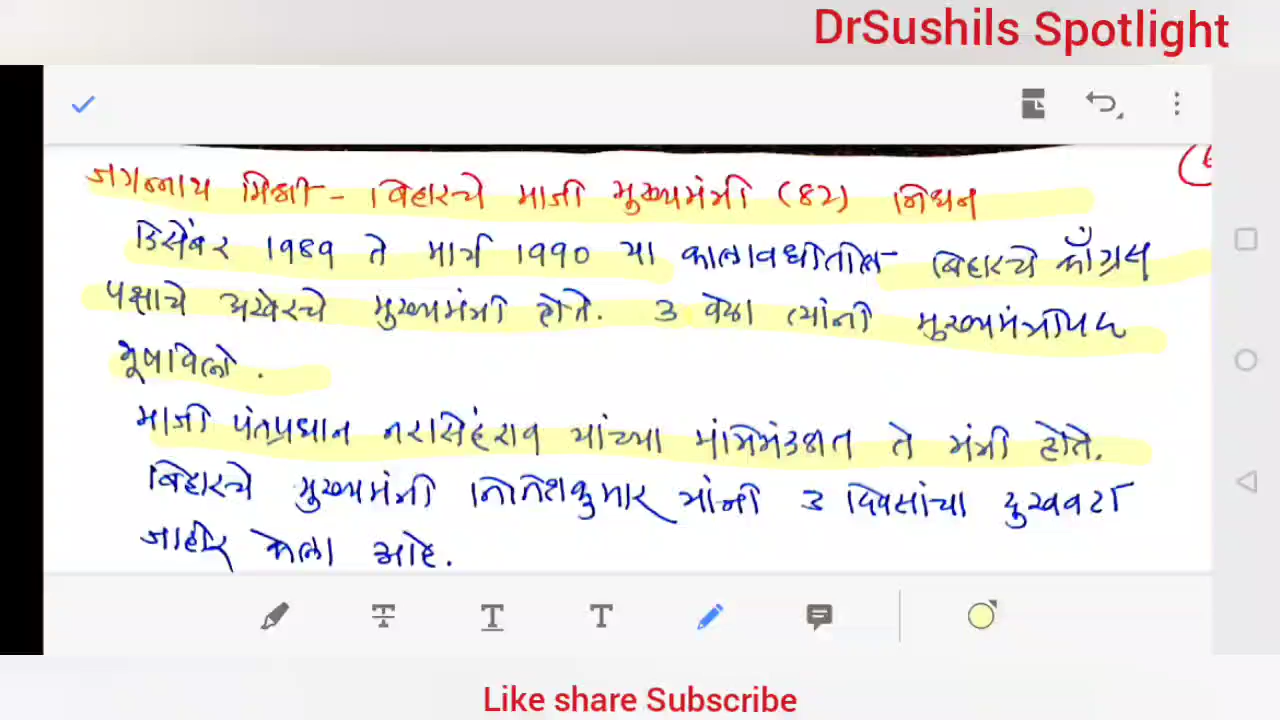 DrSushils Spotlight
जगन्नाथ मिश्रा - बिहारचे माजी मुख्यमंत्री (82) निधन
डिसेंबर 1989 ते मार्च 1990 या कालावधीतील बिहारचे काँग्रेस
पक्षाचे अखेरचे मुख्यमंत्री होते. 3 वेळा त्यांनी मुख्यमंत्रीपद
भूषविले.
माजी पंतप्रधान नरसिंहराव यांच्या मंत्रिमंडळात ते मंत्री होते.
बिहारचे मुख्यमंत्री नितिशकुमार यांनी 3 दिवसांचा दुखवटा
जाहीर केला आहे.
T T T
Like share Subscribe